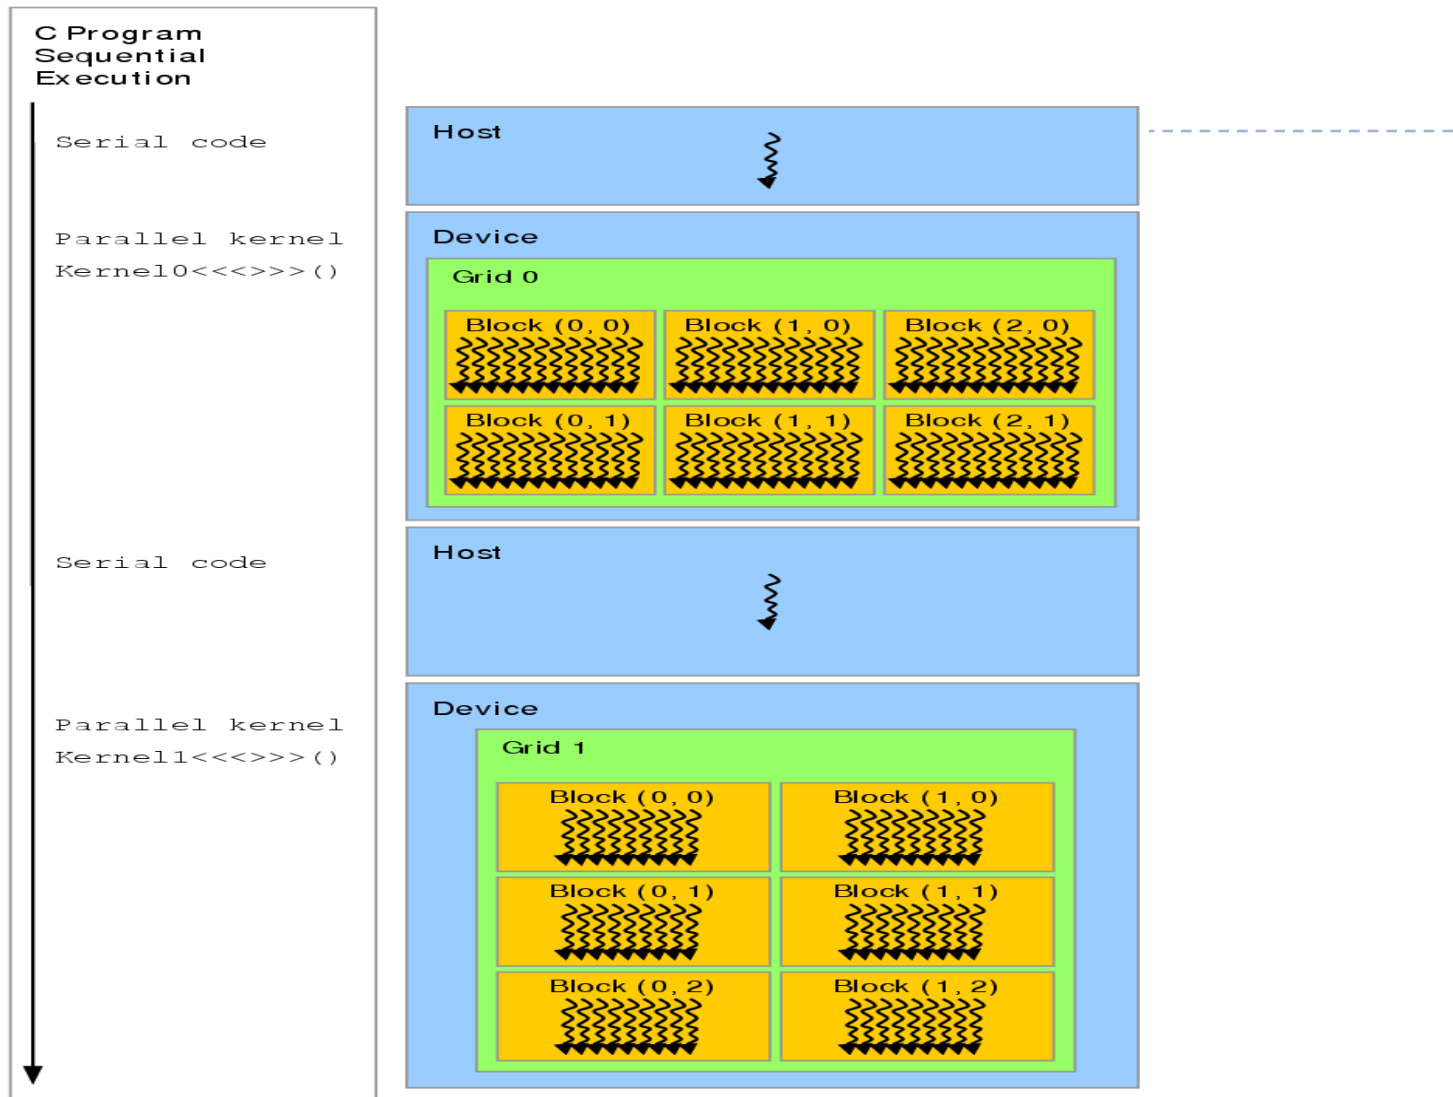 C Program
Sequential
Execution
Serial code
Host
Parallel kernel
Kernel0<<<>>>()
Device
Grid 0
Block (0, 0) Block (1, 0) Block (2, 0)
Block (0, 1) Block (1, 1) Block (2, 1)
Serial code
Host
Parallel kernel
Kernel1<<<>>>()
Device
Grid 1
Block (0, 0) Block (1, 0)
Block (0, 1) Block (1, 1)
Block (0, 2) Block (1, 2)